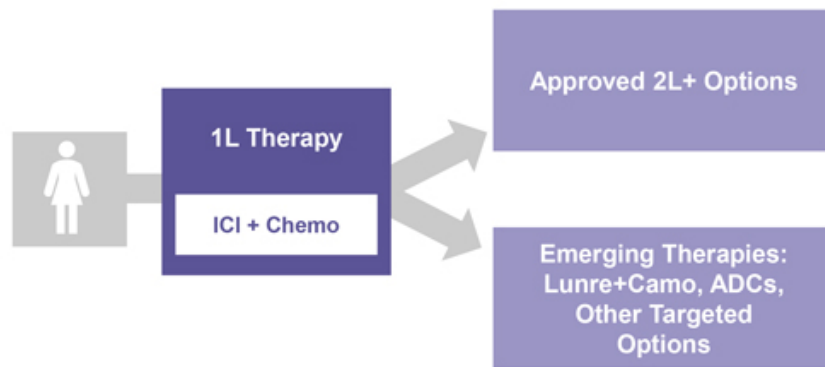 1L Therapy
ICI + Chemo
Approved 2L+ Options
Emerging Therapies:
Lunre+Camo, ADCs,
Other Targeted
Options